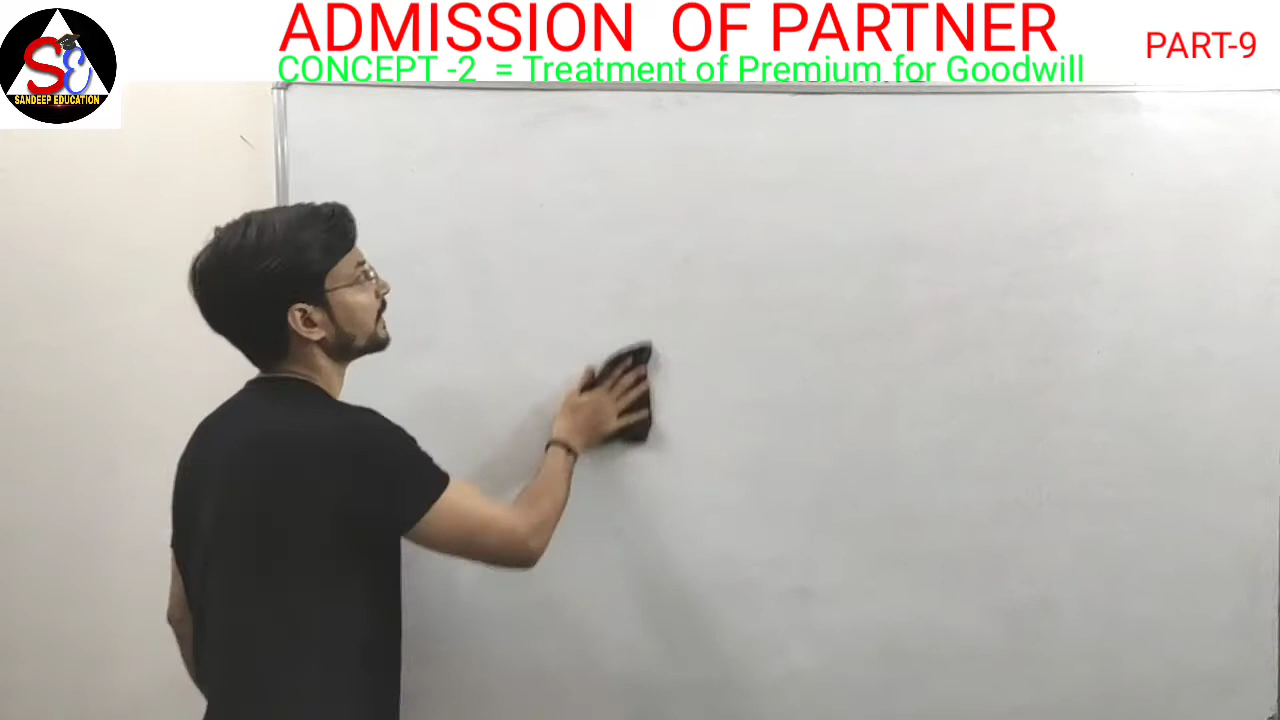 ADMISSION OF PARTNER
CONCEPT -2 = Treatment of Premium for Goodwill
PART-9
SE
SANDEEP EDUCATION